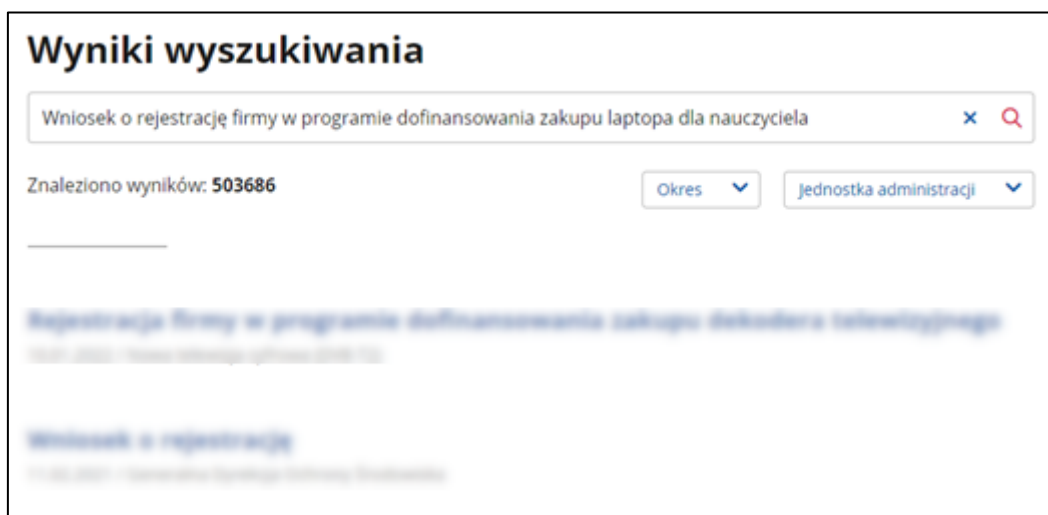 Wyniki wyszukiwania
Wniosek o rejestrację firmy w programie dofinansowania zakupu laptopa dla nauczyciela
Znaleziono wyników: 503686
Okres
Jednostka administracji
Rejestracja firmy w programie dofinansowania zakupu dekodera telewizyjnego
Wniosek o rejestrację